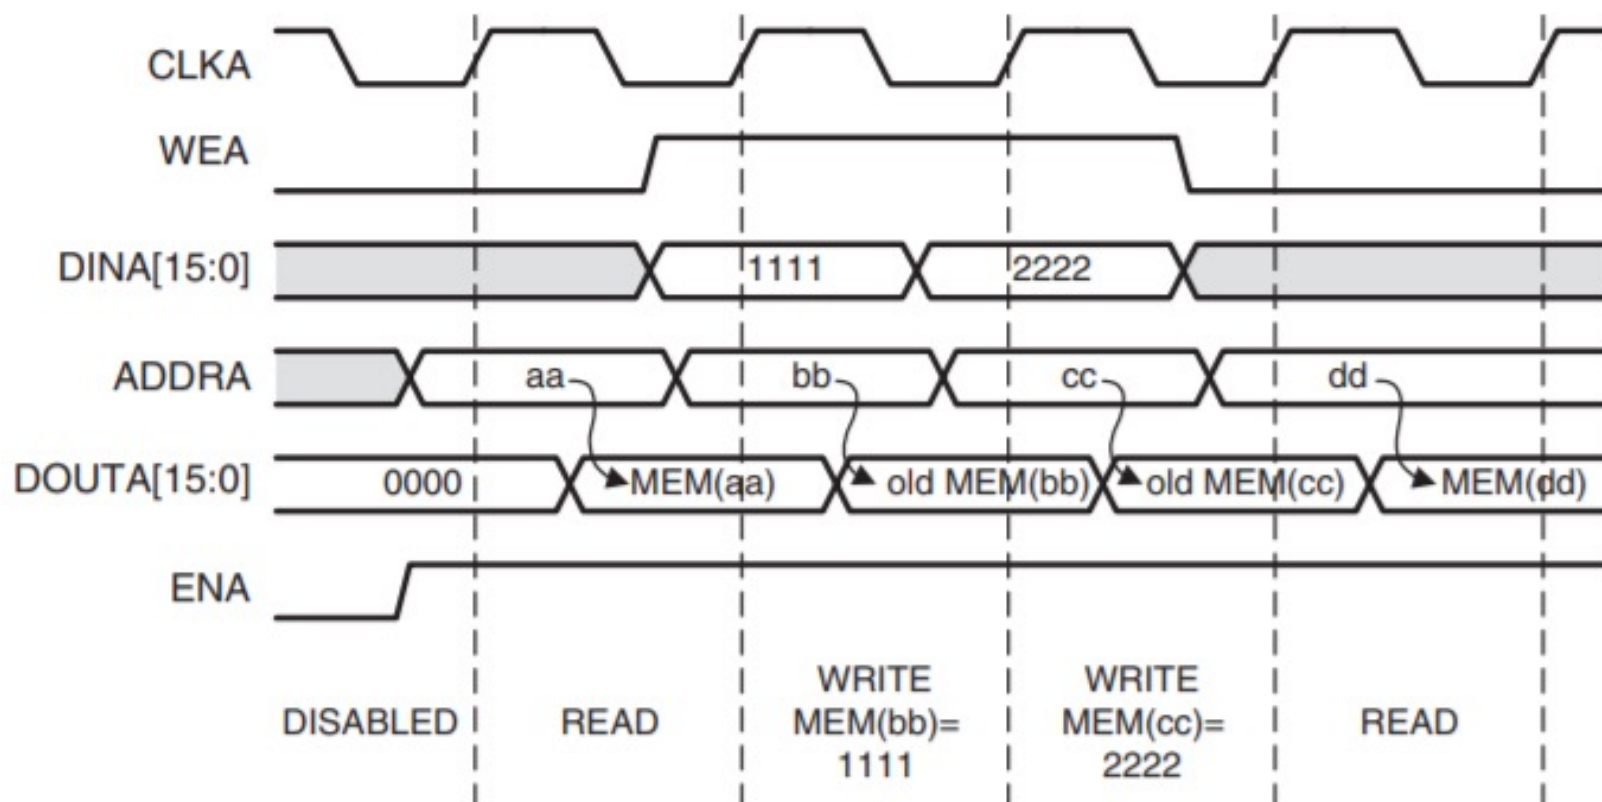 CLKA
WEA
DINA[15:0] 1111 2222
ADDRA aa bb cc dd
DOUTA[15:0] 0000 MEM(aa) old MEM(bb) old MEM(cc) MEM(dd)
ENA
DISABLED
READ
WRITE
MEM(bb)=
1111
WRITE
MEM(cc)=
2222
READ